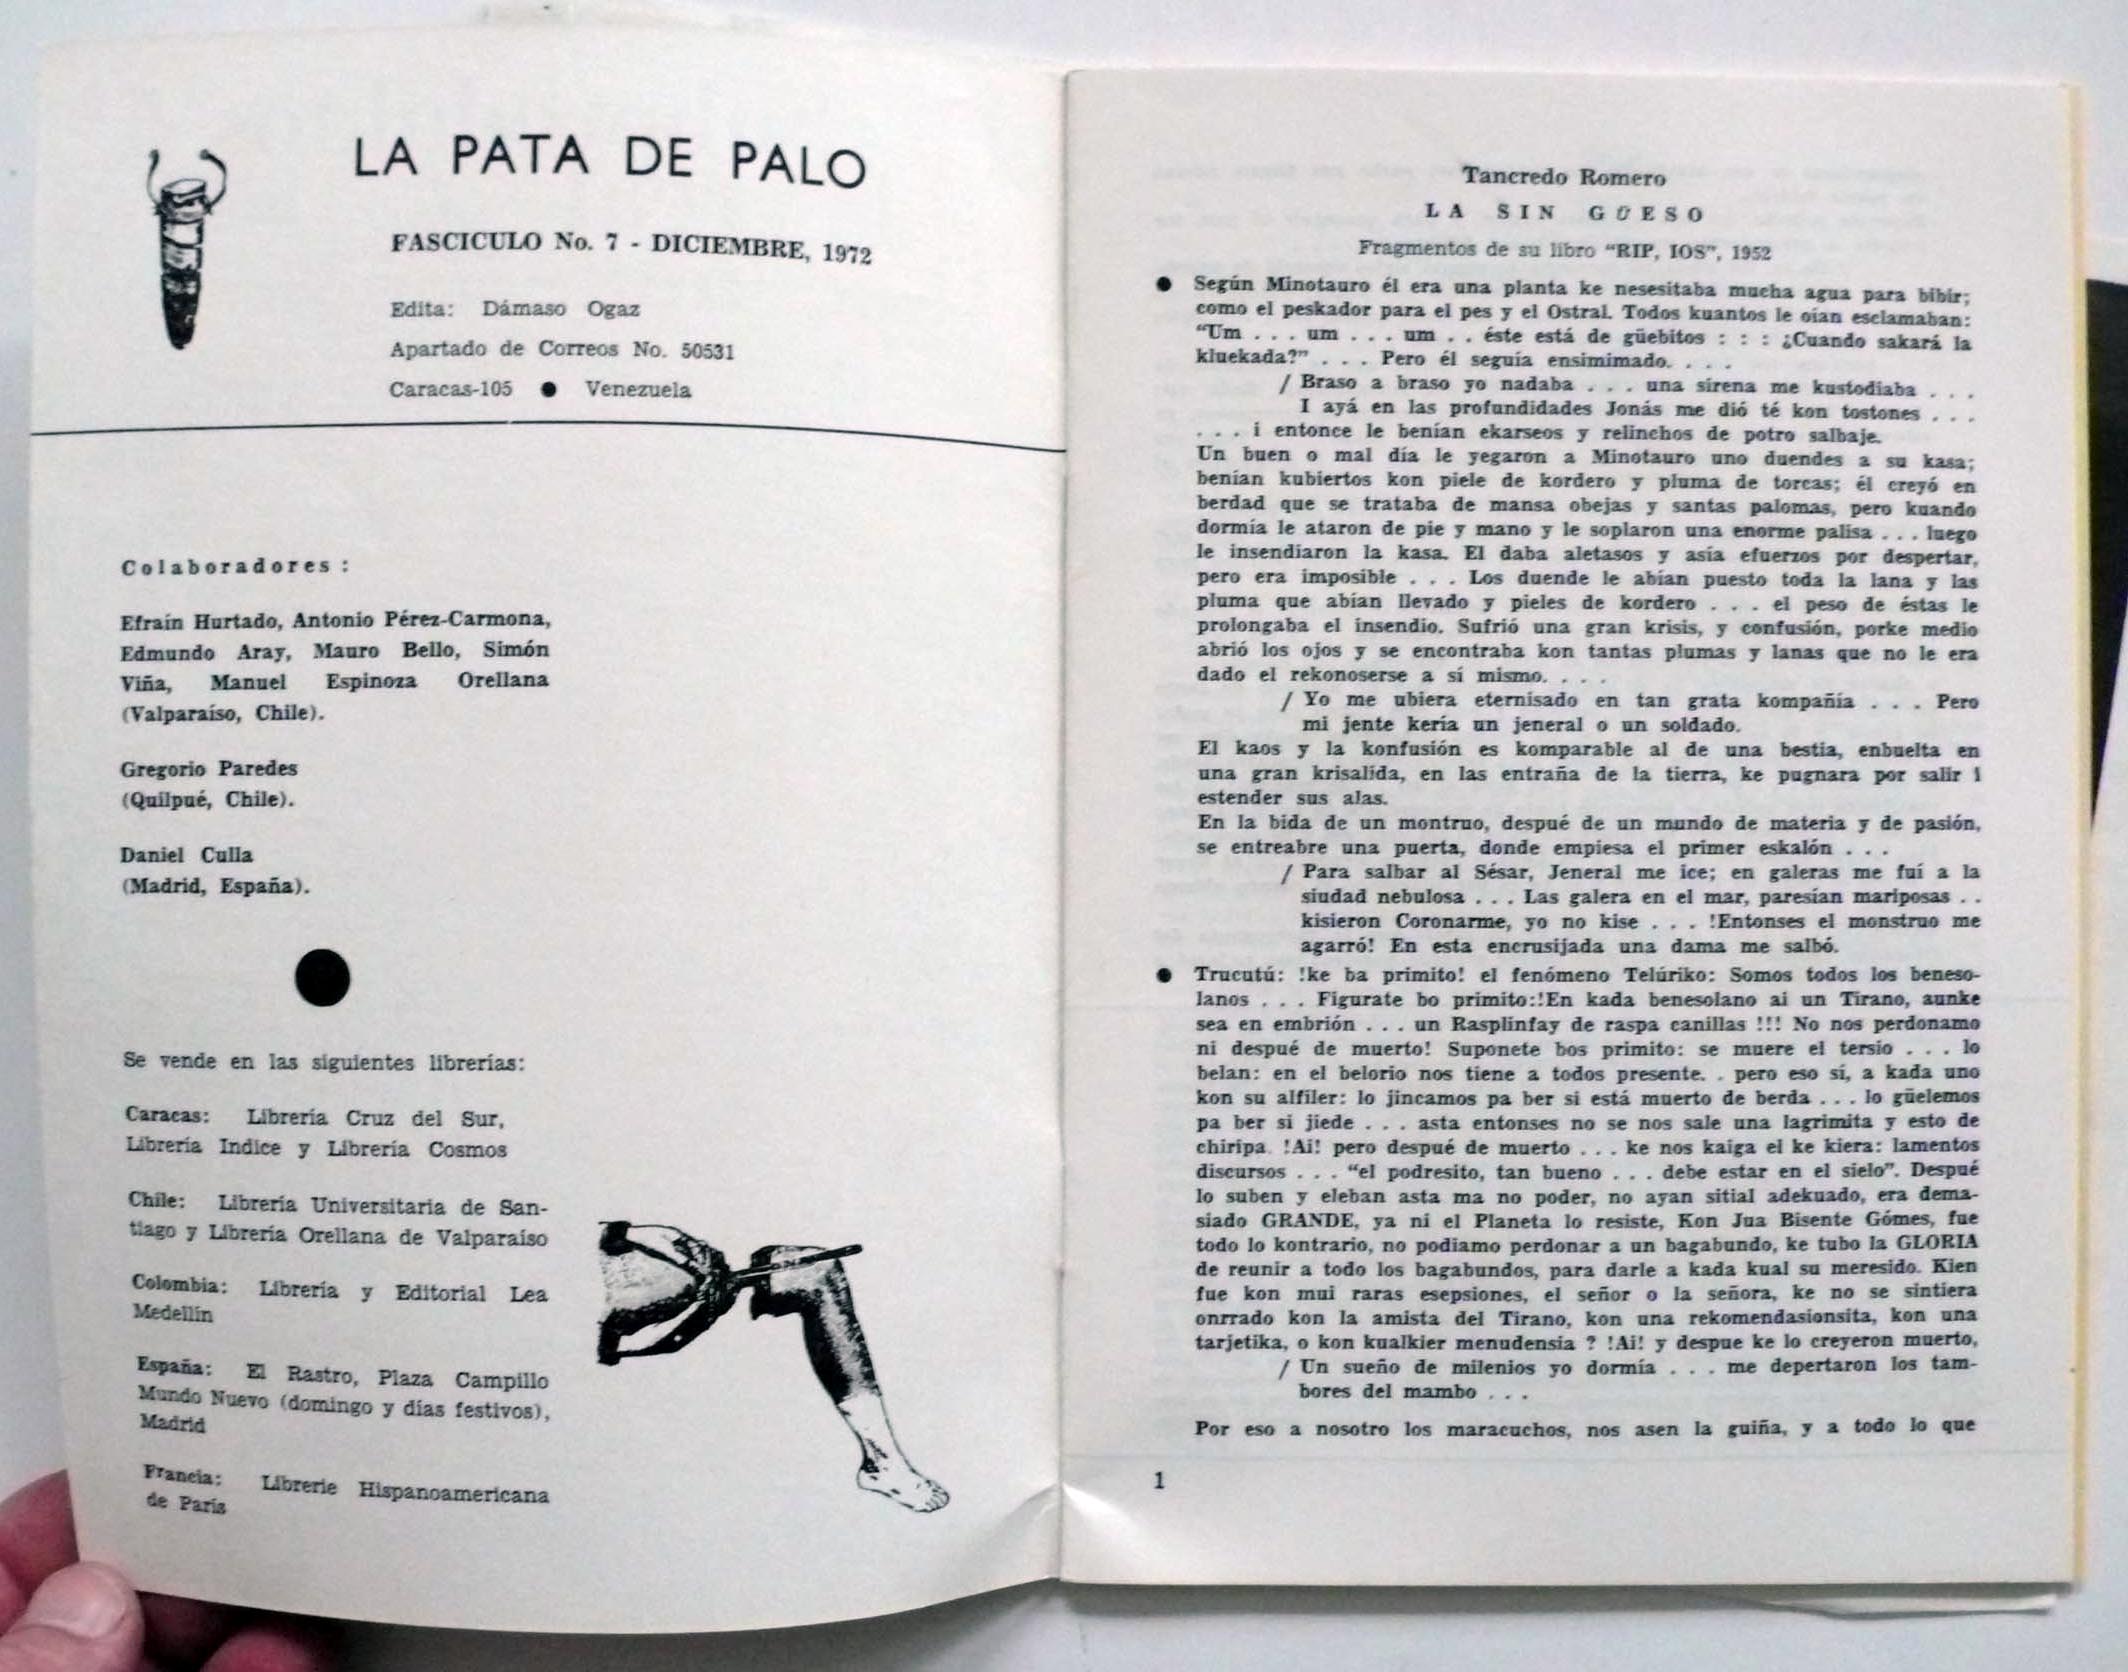 LA PATA DE PALO
FASCICULO No. 7 - DICIEMBRE, 1972
Edita: Dámaso Ogaz
Apartado de Correos No. 50531
Caracas-105 ● Venezuela
Colaboradores :
Efraín Hurtado, Antonio Pérez-Carmona,
Edmundo Aray, Mauro Bello, Simón
Viña, Manuel Espinoza Orellana
(Valparaíso, Chile).
Gregorio Paredes
(Quilpué, Chile).
Daniel Culla
(Madrid, España).
Se vende en las siguientes librerías:
Caracas: Librería Cruz del Sur,
Librería Indice y Librería Cosmos
Chile: Librería Universitaria de San-
tiago y Librería Orellana de Valparaíso
Colombia: Librería y Editorial Lea
Medellín
España: El Rastro, Plaza Campillo
Mundo Nuevo (domingo y días festivos),
Madrid
Francia: Librerie Hispanoamericana
de París
Tancredo Romero
LA SIN GÜESO
Fragmentos de su libro “RIP, IOS”, 1952
● Según Minotauro él era una planta ke nesesitaba mucha agua para bibir;
como el peskador para el pes y el Ostral. Todos kuantos le oían esclamaban:
“Um . . . um . . . um . . éste está de güebitos : : : ¿Cuando sakará la
kluekada?” . . . Pero él seguía ensimimado. . . .
/ Braso a braso yo nadaba . . . una sirena me kustodiaba . . .
I ayá en las profundidades Jonás me dió té kon tostones . . .
. . . i entonce le benían ekarseos y relinchos de potro salbaje.
Un buen o mal día le yegaron a Minotauro uno duendes a su kasa;
benían kubiertos kon piele de kordero y pluma de torcas; él creyó en
berdad que se trataba de mansa obejas y santas palomas, pero kuando
dormía le ataron de pie y mano y le soplaron una enorme palisa . . . luego
le insendiaron la kasa. El daba aletasos y asía efuerzos por despertar,
pero era imposible . . . Los duende le abían puesto toda la lana y las
pluma que abían llevado y pieles de kordero . . . el peso de éstas le
prolongaba el insendio. Sufrió una gran krisis, y confusión, porke medio
abrió los ojos y se encontraba kon tantas plumas y lanas que no le era
dado el rekonoserse a sí mismo. . . .
/ Yo me ubiera eternisado en tan grata kompañía . . . Pero
mi jente kería un jeneral o un soldado.
El kaos y la konfusión es komparable al de una bestia, enbuelta en
una gran krisalida, en las entraña de la tierra, ke pugnara por salir i
estender sus alas.
En la bida de un montruo, despué de un mundo de materia y de pasión,
se entreabre una puerta, donde empiesa el primer eskalón . . .
/ Para salbar al Sésar, Jeneral me ice; en galeras me fuí a la
siudad nebulosa . . . Las galera en el mar, paresían mariposas . .
kisieron Coronarme, yo no kise . . . !Entonses el monstruo me
agarró! En esta encrusijada una dama me salbó.
● Trucutú: !ke ba primito! el fenómeno Telúriko: Somos todos los beneso-
lanos . . . Figurate bo primito:!En kada benesolano ai un Tirano, aunke
sea en embrión . . . un Rasplinfay de raspa canillas !!! No nos perdonamo
ni despué de muerto! Suponete bos primito: se muere el tersio . . . lo
belan: en el belorio nos tiene a todos presente. . pero eso sí, a kada uno
kon su alfiler: lo jincamos pa ber si está muerto de berda . . . lo güelemos
pa ber si jiede . . . asta entonses no se nos sale una lagrimita y esto de
chiripa. !Ai! pero despué de muerto . . . ke nos kaiga el ke kiera: lamentos
discursos . . . “el podresito, tan bueno . . . debe estar en el sielo”. Despué
lo suben y eleban asta ma no poder, no ayan sitial adekuado, era dema-
siado GRANDE, ya ni el Planeta lo resiste, Kon Jua Bisente Gómes, fue
todo lo kontrario, no podiamo perdonar a un bagabundo, ke tubo la GLORIA
de reunir a todo los bagabundos, para darle a kada kual su meresido. Kien
fue kon mui raras esepsiones, el señor o la señora, ke no se sintiera
onrrado kon la amista del Tirano, kon una rekomendasionsita, kon una
tarjetika, o kon kualkier menudensia ? !Ai! y despue ke lo creyeron muerto,
/ Un sueño de milenios yo dormía . . . me depertaron los tam-
bores del mambo . . .
Por eso a nosotro los maracuchos, nos asen la guiña, y a todo lo que
1